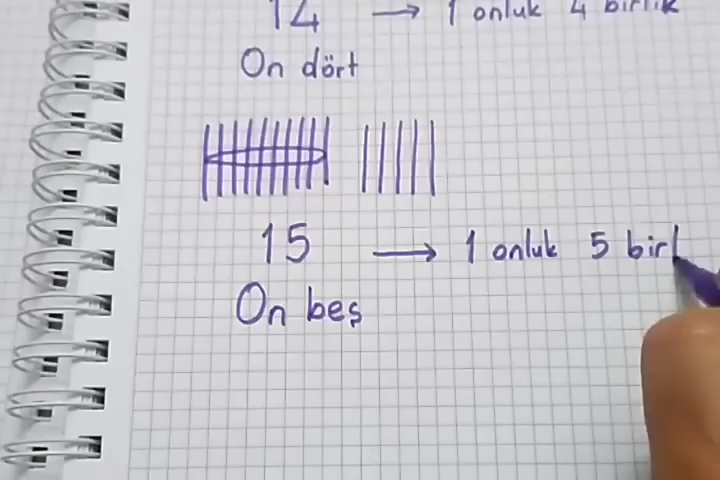 14 → 1 onluk 4 birlik
On dört
15 → 1 onluk 5 birl
On beş